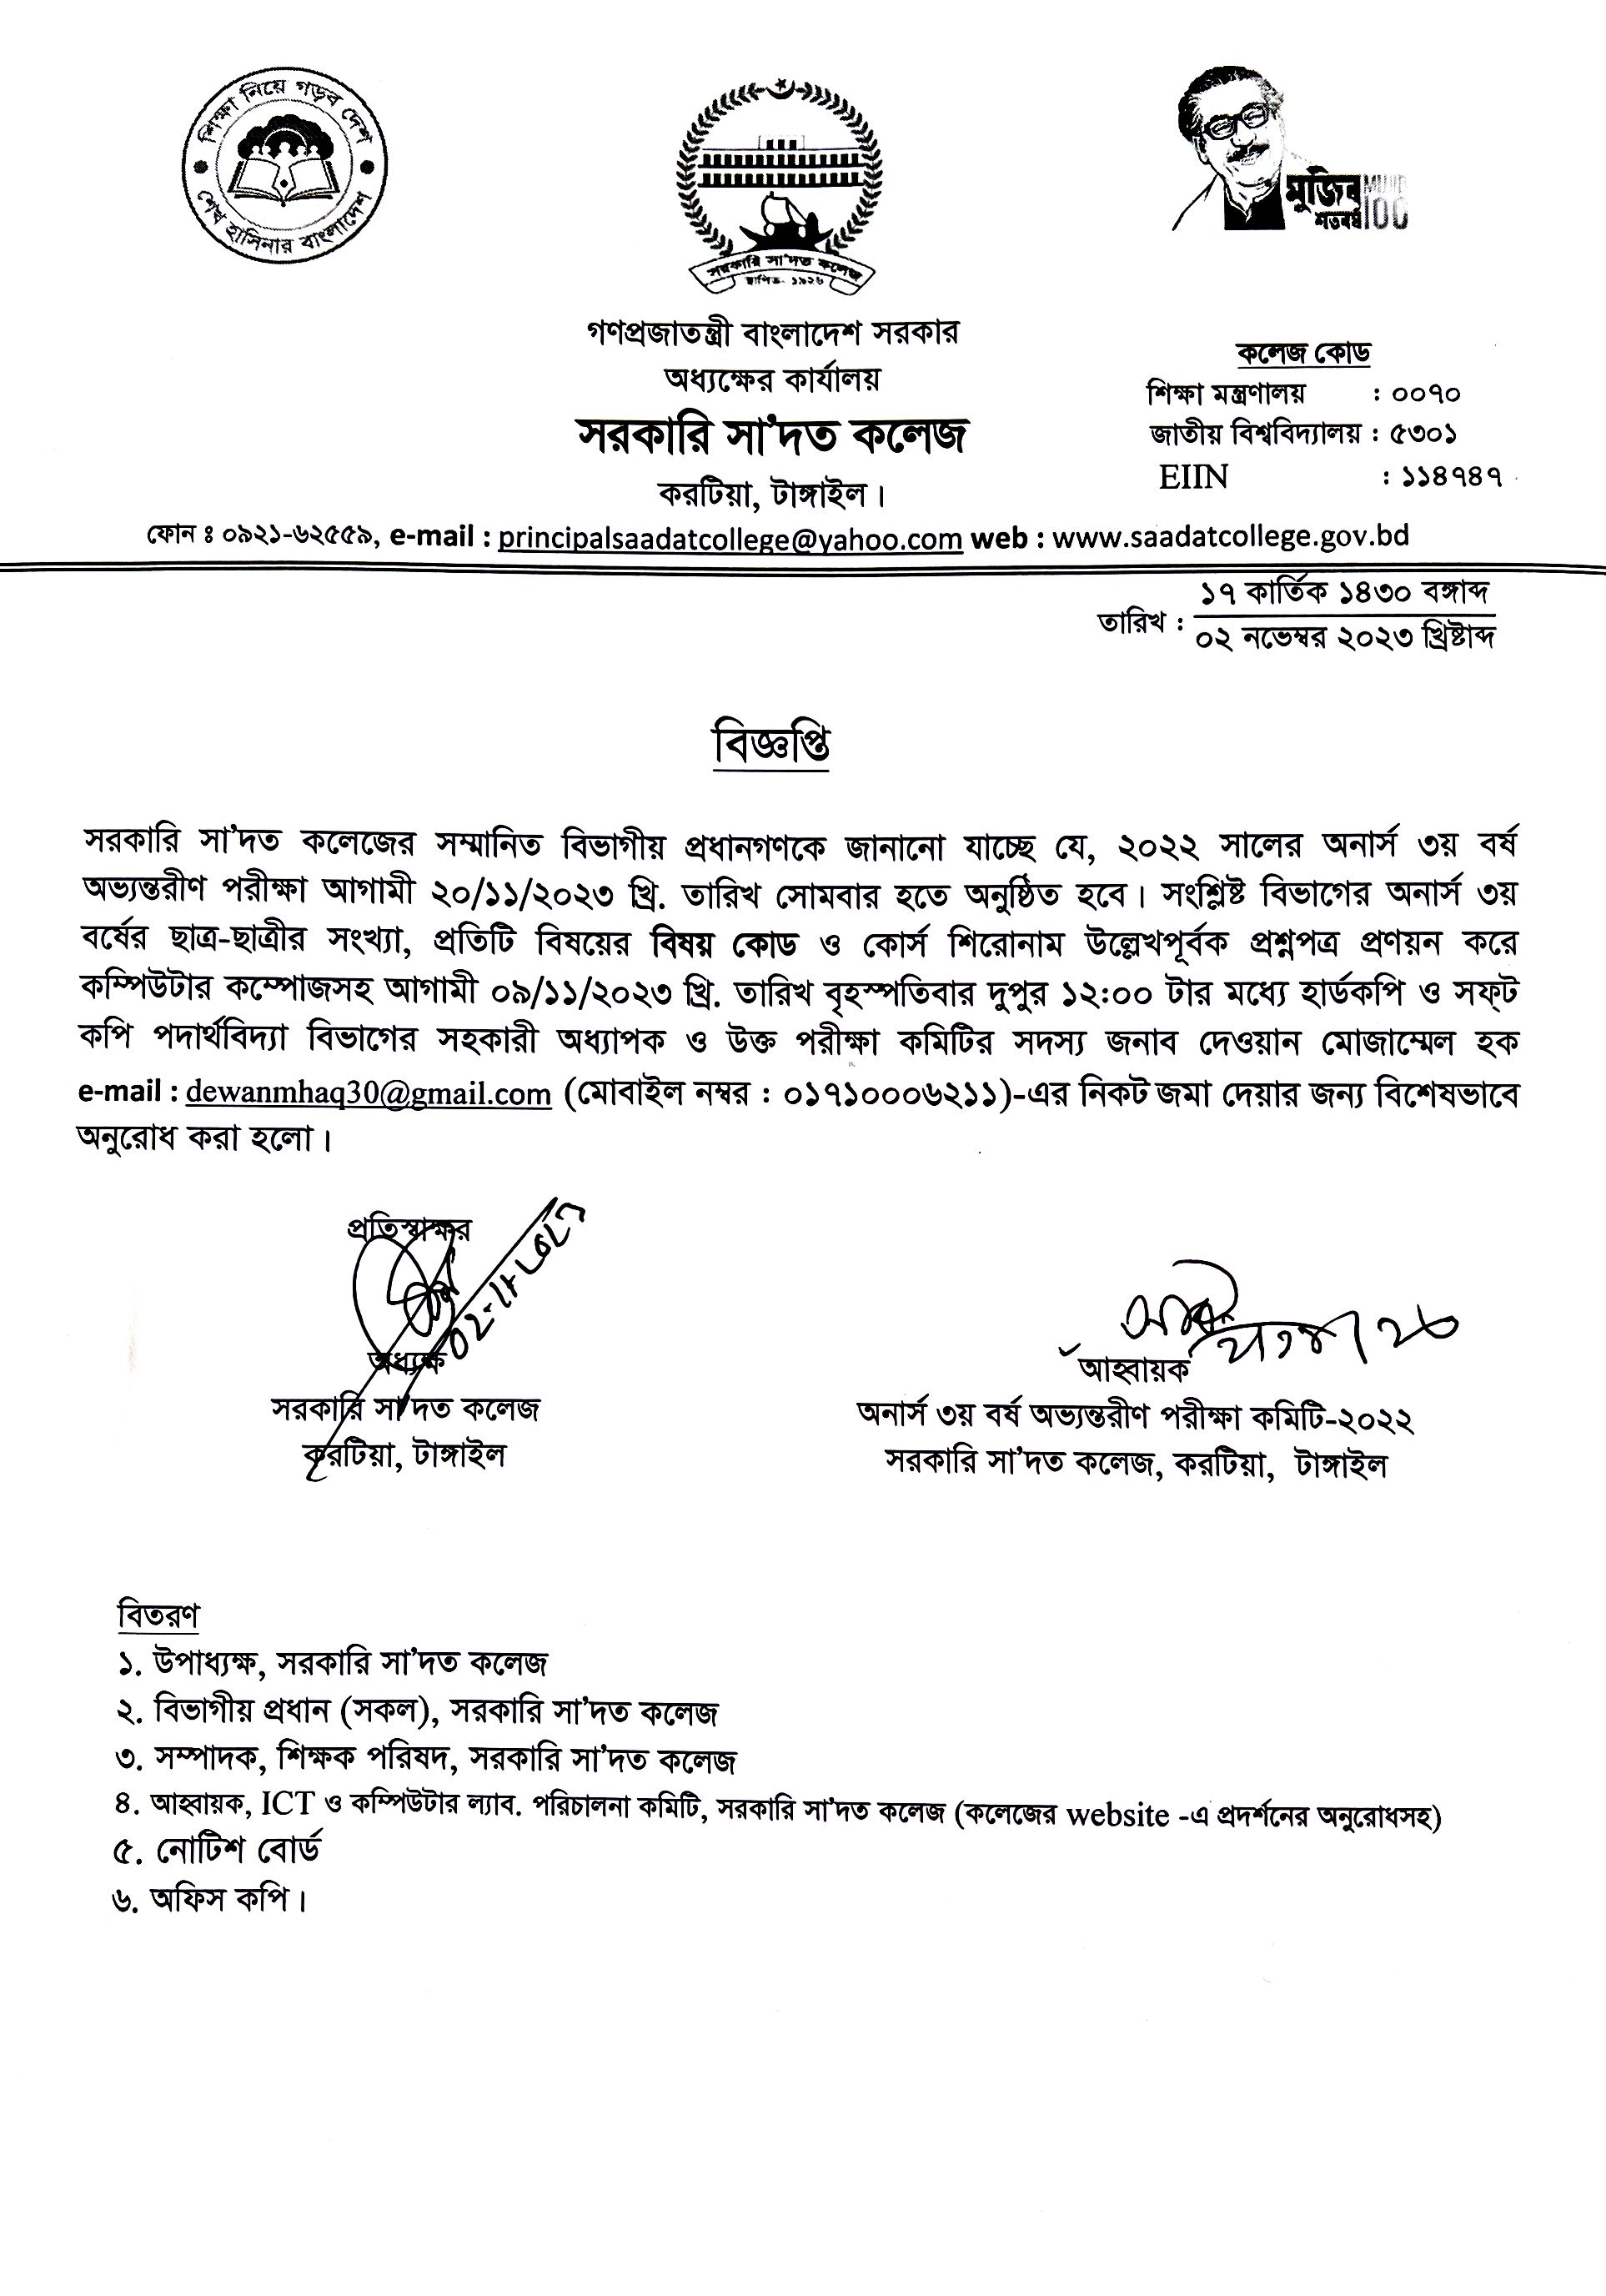 শিক্ষা নিয়ে গড়ব দেশ
শেখ হাসিনার বাংলাদেশ
সরকারি সা'দত কলেজ
স্থাপিত- ১৯২৬
মুজিব
শতবর্ষ
100
গণপ্রজাতন্ত্রী বাংলাদেশ সরকার
অধ্যক্ষের কার্যালয়
সরকারি সা'দত কলেজ
করটিয়া, টাঙ্গাইল।
কলেজ কোড
শিক্ষা মন্ত্রণালয় : ০০৭০
জাতীয় বিশ্ববিদ্যালয় : ৫৩০১
EIIN : ১১৪৭৪৭
ফোন ঃ ০৯২১-৬২৫৫৯, e-mail : principalsaadatcollege@yahoo.com web : www.saadatcollege.gov.bd
১৭ কার্তিক ১৪৩০ বঙ্গাব্দ
তারিখ :
০২ নভেম্বর ২০২৩ খ্রিষ্টাব্দ
বিজ্ঞপ্তি
সরকারি সা'দত কলেজের সম্মানিত বিভাগীয় প্রধানগণকে জানানো যাচ্ছে যে, ২০২২ সালের অনার্স ৩য় বর্ষ
অভ্যন্তরীণ পরীক্ষা আগামী ২০/১১/২০২৩ খ্রি. তারিখ সোমবার হতে অনুষ্ঠিত হবে। সংশ্লিষ্ট বিভাগের অনার্স ৩য়
বর্ষের ছাত্র-ছাত্রীর সংখ্যা, প্রতিটি বিষয়ের বিষয় কোড ও কোর্স শিরোনাম উল্লেখপূর্বক প্রশ্নপত্র প্রণয়ন করে
কম্পিউটার কম্পোজসহ আগামী ০৯/১১/২০২৩ খ্রি. তারিখ বৃহস্পতিবার দুপুর ১২:০০ টার মধ্যে হার্ডকপি ও সফ্ট
কপি পদার্থবিদ্যা বিভাগের সহকারী অধ্যাপক ও উক্ত পরীক্ষা কমিটির সদস্য জনাব দেওয়ান মোজাম্মেল হক
e-mail : dewanmhaq30@gmail.com (মোবাইল নম্বর : ০১৭১০০০৬২১১)-এর নিকট জমা দেয়ার জন্য বিশেষভাবে
অনুরোধ করা হলো।
প্রতিস্বাক্ষর
অধ্যক্ষ
সরকারি সা'দত কলেজ
করটিয়া, টাঙ্গাইল
আহ্বায়ক
অনার্স ৩য় বর্ষ অভ্যন্তরীণ পরীক্ষা কমিটি-২০২২
সরকারি সা'দত কলেজ, করটিয়া, টাঙ্গাইল
বিতরণ
১. উপাধ্যক্ষ, সরকারি সা'দত কলেজ
২. বিভাগীয় প্রধান (সকল), সরকারি সা'দত কলেজ
৩. সম্পাদক, শিক্ষক পরিষদ, সরকারি সা'দত কলেজ
৪. আহ্বায়ক, ICT ও কম্পিউটার ল্যাব. পরিচালনা কমিটি, সরকারি সা'দত কলেজ (কলেজের website -এ প্রদর্শনের অনুরোধসহ)
৫. নোটিশ বোর্ড
৬. অফিস কপি।